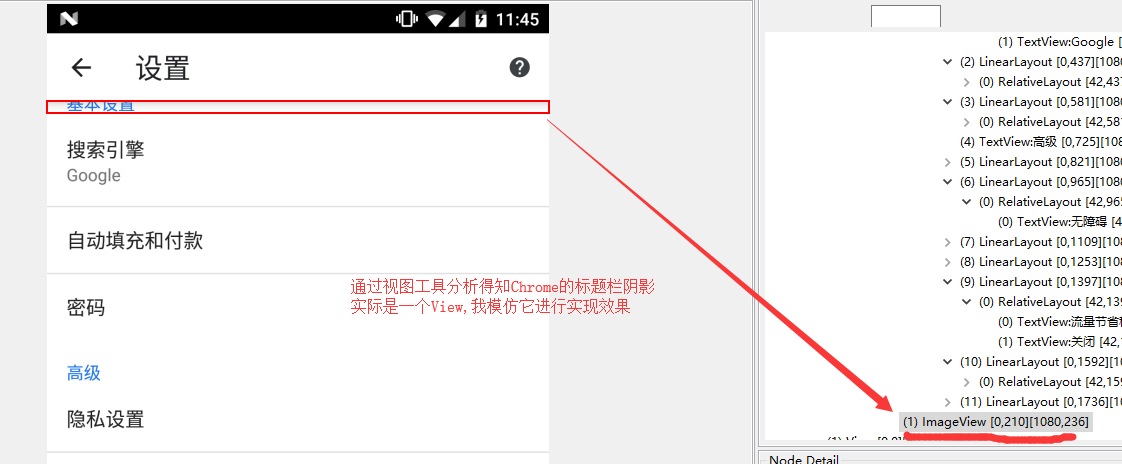 11:45
设置
基本设置
搜索引擎
Google
自动填充和付款
密码
高级
隐私设置
通过视图工具分析得知Chrome的标题栏阴影
实际是一个View,我模仿它进行实现效果
(1) TextView:Google [
(2) LinearLayout [0,437][1080
(0) RelativeLayout [42,437
(3) LinearLayout [0,581][1080
(0) RelativeLayout [42,581
(4) TextView:高级 [0,725][108
(5) LinearLayout [0,821][1080
(6) LinearLayout [0,965][1080
(0) RelativeLayout [42,965
(0) TextView:无障碍 [4
(7) LinearLayout [0,1109][108
(8) LinearLayout [0,1253][108
(9) LinearLayout [0,1397][108
(0) RelativeLayout [42,139
(0) TextView:流量节省
(1) TextView:关闭 [42,1
(10) LinearLayout [0,1592][10
(0) RelativeLayout [42,159
(11) LinearLayout [0,1736][10
(1) ImageView [0,210][1080,236]
Node Detail